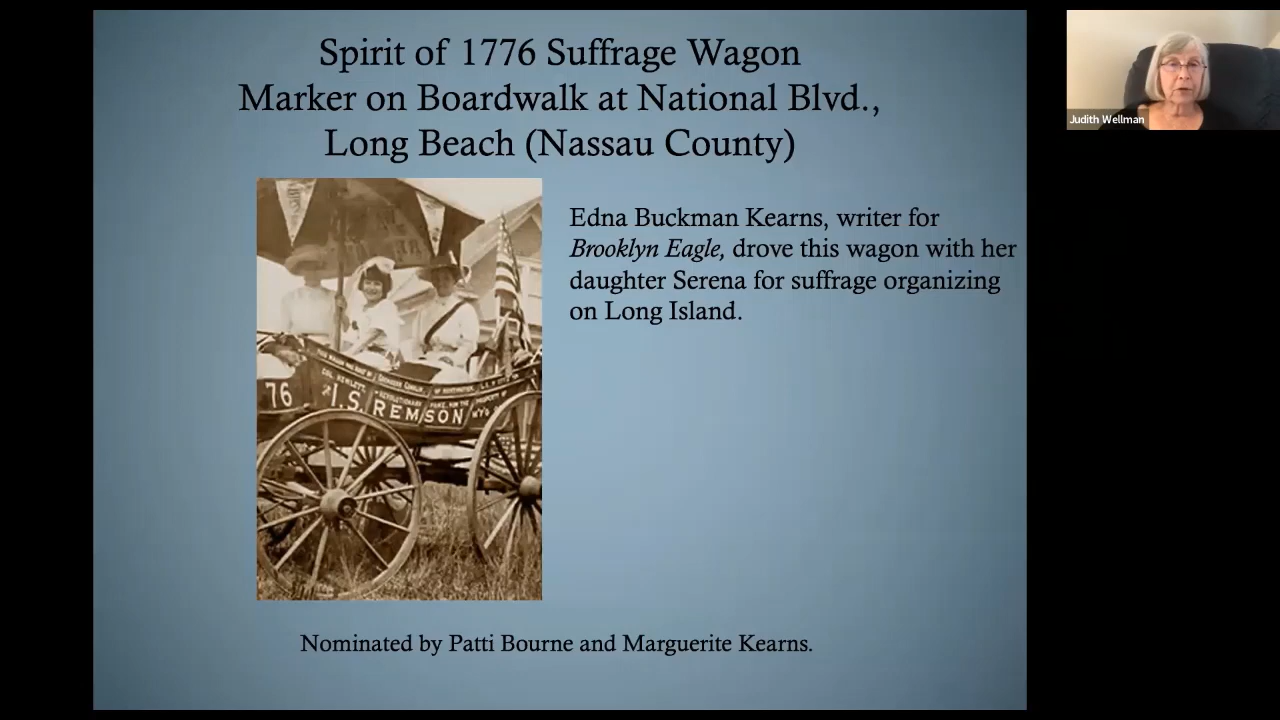 Spirit of 1776 Suffrage Wagon
Marker on Boardwalk at National Blvd.,
Long Beach (Nassau County)
Judith Wellman
Edna Buckman Kearns, writer for
Brooklyn Eagle, drove this wagon with her
daughter Serena for suffrage organizing
on Long Island.
76
I.S. REMSON
Nominated by Patti Bourne and Marguerite Kearns.